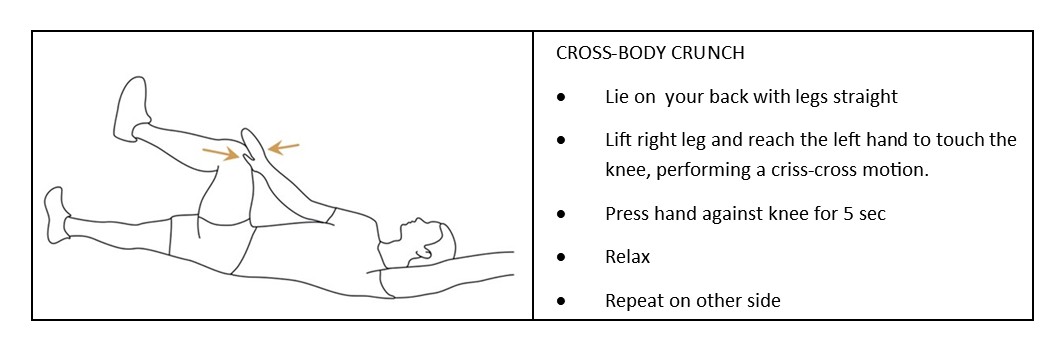 CROSS-BODY CRUNCH
• Lie on your back with legs straight
• Lift right leg and reach the left hand to touch the
knee, performing a criss-cross motion.
• Press hand against knee for 5 sec
• Relax
• Repeat on other side